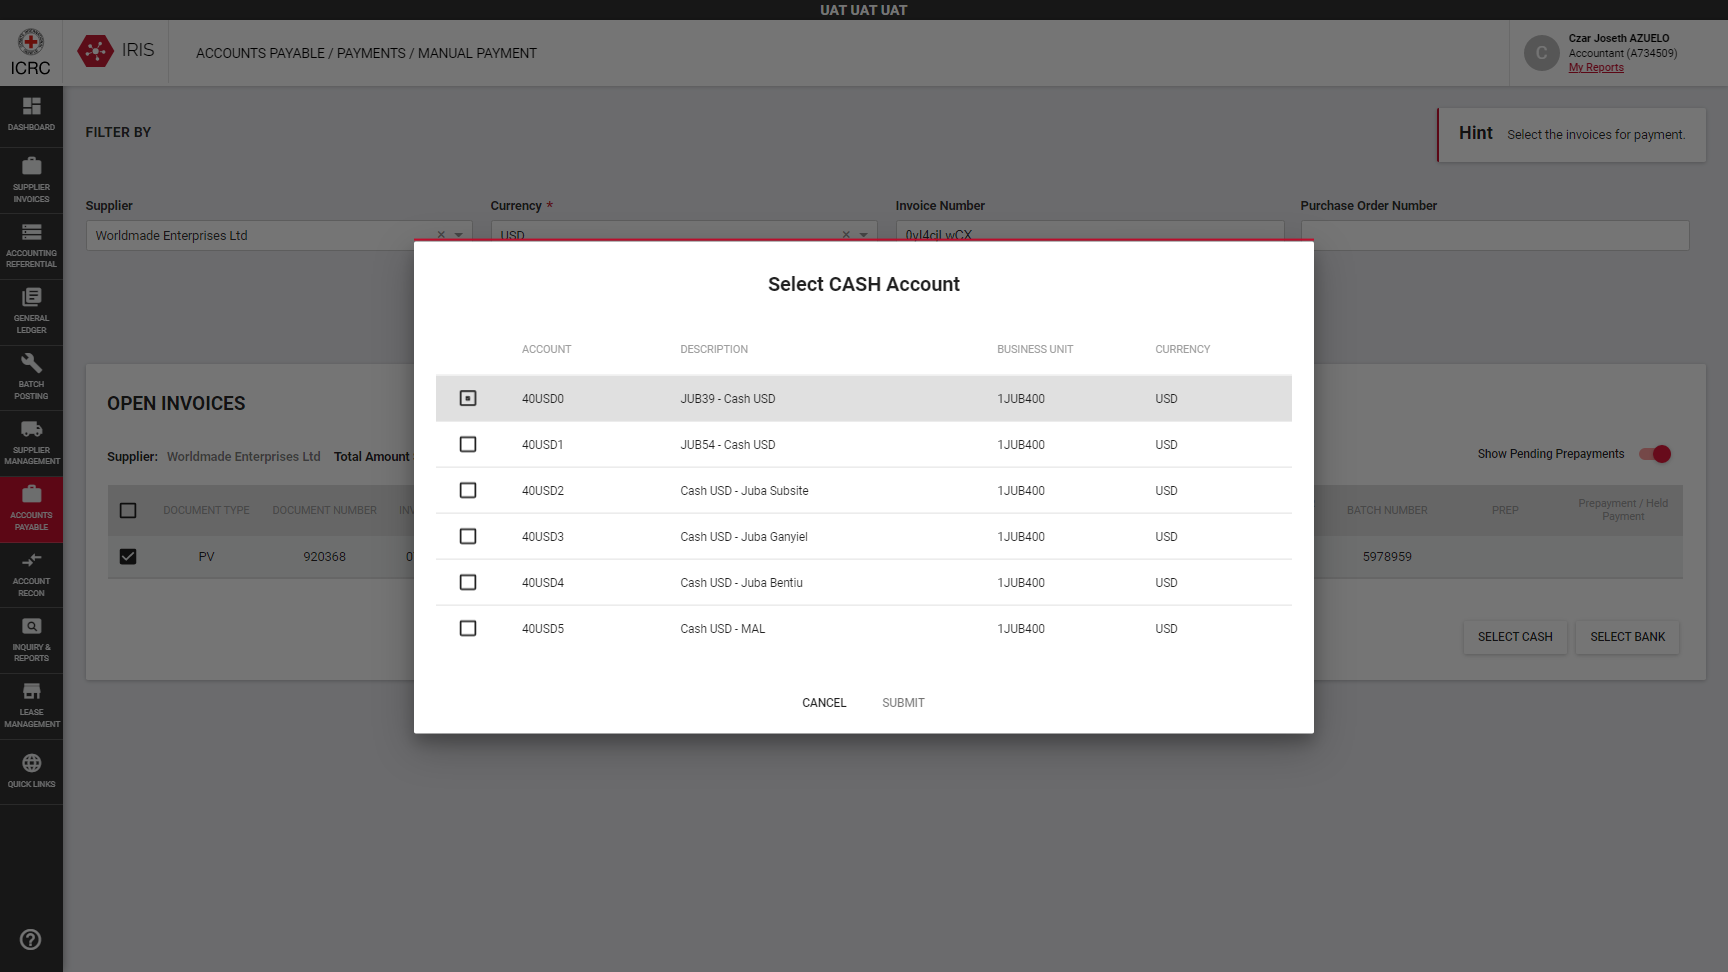 UAT UAT UAT
ICRC
IRIS
ACCOUNTS PAYABLE / PAYMENTS / MANUAL PAYMENT
C
Czar Joseth AZUELO
Accountant (A734509)
My Reports
DASHBOARD
SUPPLIER
INVOICES
ACCOUNTING
REFERENTIAL
GENERAL
LEDGER
BATCH
POSTING
SUPPLIER
MANAGEMENT
ACCOUNTS
PAYABLE
ACCOUNT
RECON
INQUIRY &
REPORTS
LEASE
MANAGEMENT
QUICK LINKS
FILTER BY
Hint Select the invoices for payment.
Supplier Currency * Invoice Number Purchase Order Number
Worldmade Enterprises Ltd USD
Select CASH Account
ACCOUNT DESCRIPTION BUSINESS UNIT CURRENCY
40USD0 JUB39 - Cash USD 1JUB400 USD
40USD1 JUB54 - Cash USD 1JUB400 USD
40USD2 Cash USD - Juba Subsite 1JUB400 USD
40USD3 Cash USD - Juba Ganyiel 1JUB400 USD
40USD4 Cash USD - Juba Bentiu 1JUB400 USD
40USD5 Cash USD - MAL 1JUB400 USD
CANCEL SUBMIT
OPEN INVOICES
Supplier: Worldmade Enterprises Ltd Total Amount
Show Pending Prepayments
DOCUMENT TYPE DOCUMENT NUMBER BATCH NUMBER PREP Prepayment / Held
Payment
PV 920368 5978959
SELECT CASH SELECT BANK